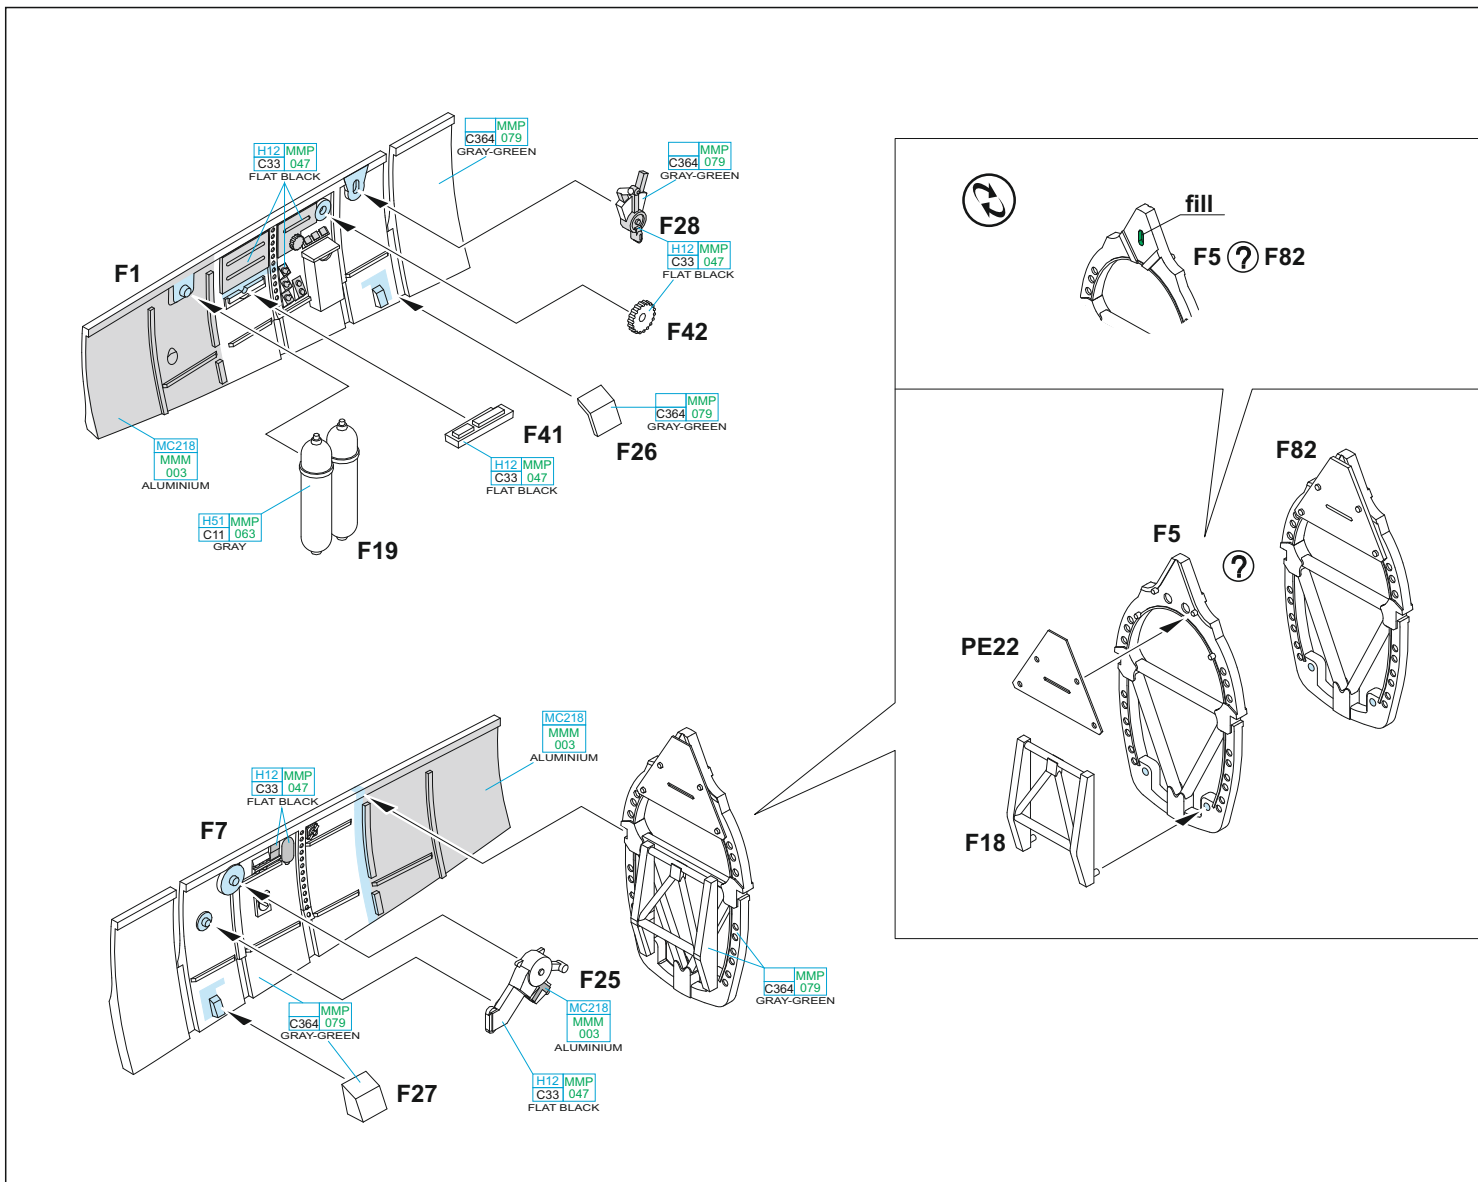 MMP
C364 079
GRAY-GREEN
H12 MMP
C33 047
FLAT BLACK
MMP
C364 079
GRAY-GREEN
F28
H12 MMP
C33 047
FLAT BLACK
F1
F42
MMP
C364 079
GRAY-GREEN
F26
F41
H12 MMP
C33 047
FLAT BLACK
MC218
MMM
003
ALUMINIUM
H51 MMP
C11 063
GRAY
F19
fill
F5 ? F82
F82
F5
?
PE22
F18
MC218
MMM
003
ALUMINIUM
H12 MMP
C33 047
FLAT BLACK
F7
F25
MC218
MMM
003
ALUMINIUM
MMP
C364 079
GRAY-GREEN
MMP
C364 079
GRAY-GREEN
F27
H12 MMP
C33 047
FLAT BLACK